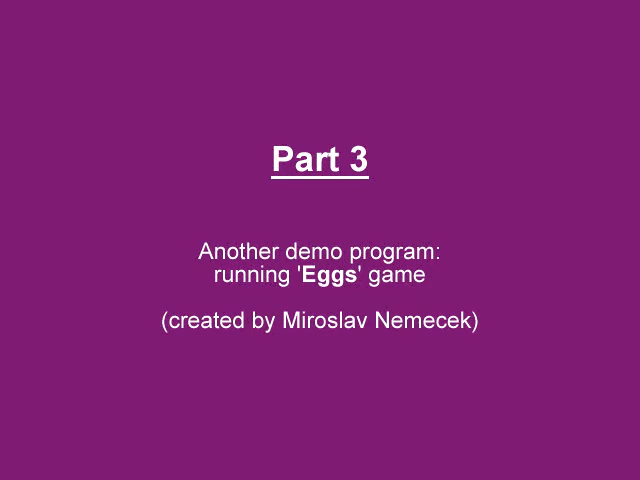 Part 3
Another demo program:
running 'Eggs' game
(created by Miroslav Nemecek)